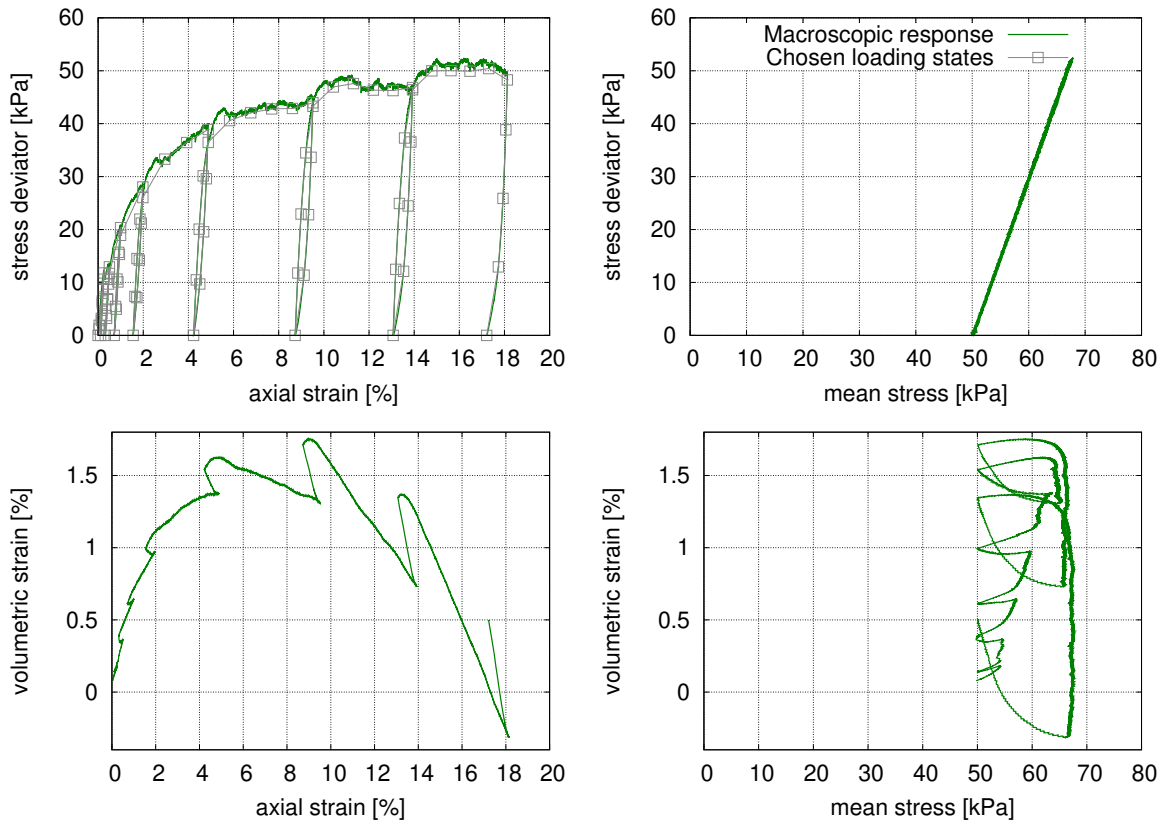 60
50
40
30
20
10
0
stress deviator [kPa]
0 2 4 6 8 10 12 14 16 18 20
axial strain [%]
Macroscopic response
Chosen loading states
60
50
40
30
20
10
0
stress deviator [kPa]
0 10 20 30 40 50 60 70 80
mean stress [kPa]
1.5
1
0.5
0
volumetric strain [%]
0 2 4 6 8 10 12 14 16 18 20
axial strain [%]
1.5
1
0.5
0
volumetric strain [%]
0 10 20 30 40 50 60 70 80
mean stress [kPa]